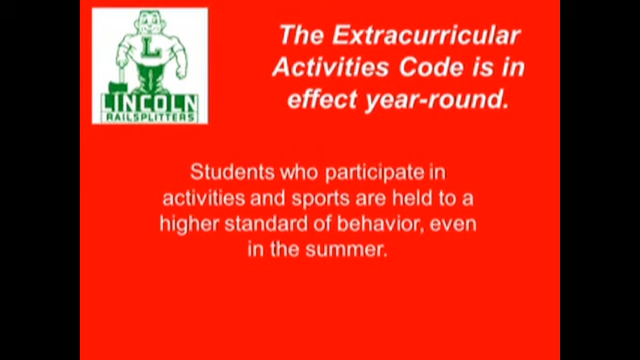 L
LINCOLN
RAILSPLITTERS
The Extracurricular
Activities Code is in
effect year-round.
Students who participate in
activities and sports are held to a
higher standard of behavior, even
in the summer.